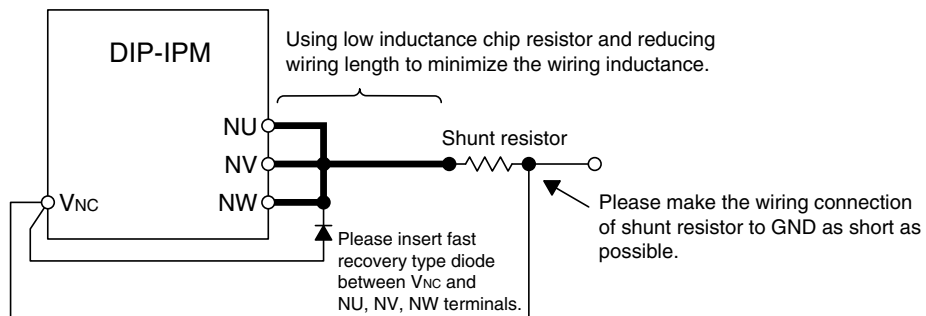 DIP-IPM
Using low inductance chip resistor and reducing
wiring length to minimize the wiring inductance.
NU
Shunt resistor
NV
VNC
NW
Please make the wiring connection
of shunt resistor to GND as short as
possible.
Please insert fast
recovery type diode
between VNC and
NU, NV, NW terminals.